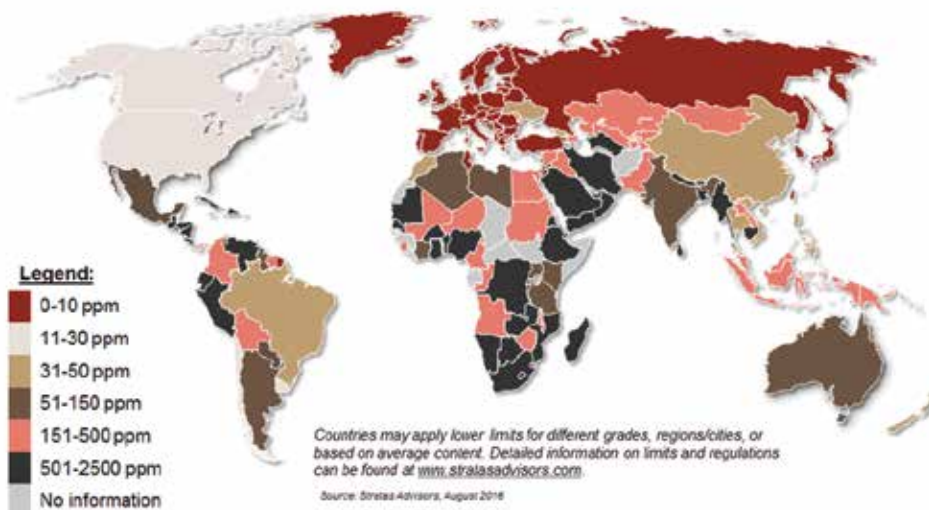 Legend:
0-10 ppm
11-30 ppm
31-50 ppm
51-150 ppm
151-500 ppm
501-2500 ppm
No information
Countries may apply lower limits for different grades, regions/cities, or
based on average content. Detailed information on limits and regulations
can be found at www.stratasadvisors.com.
Source: Stratas Advisors, August 2016